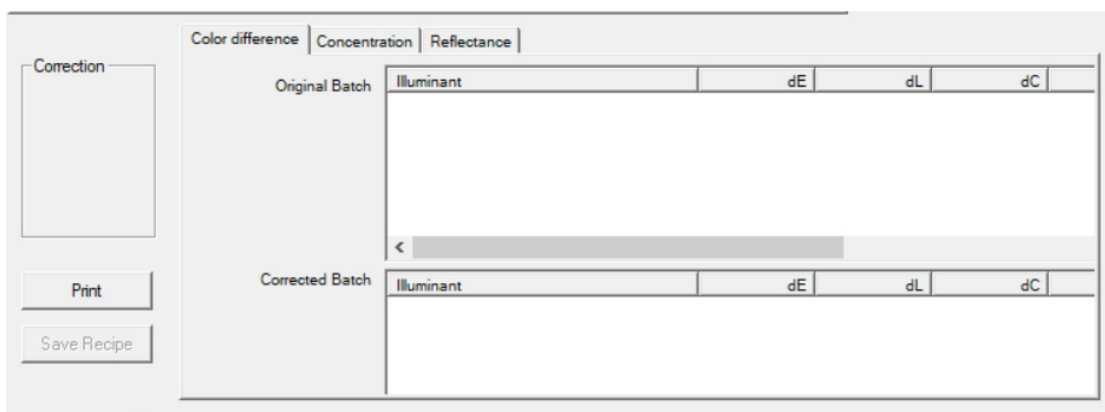 Color difference Concentration Reflectance
Correction
Original Batch Illuminant dE dL dC
<
Corrected Batch Illuminant dE dL dC
Print
Save Recipe